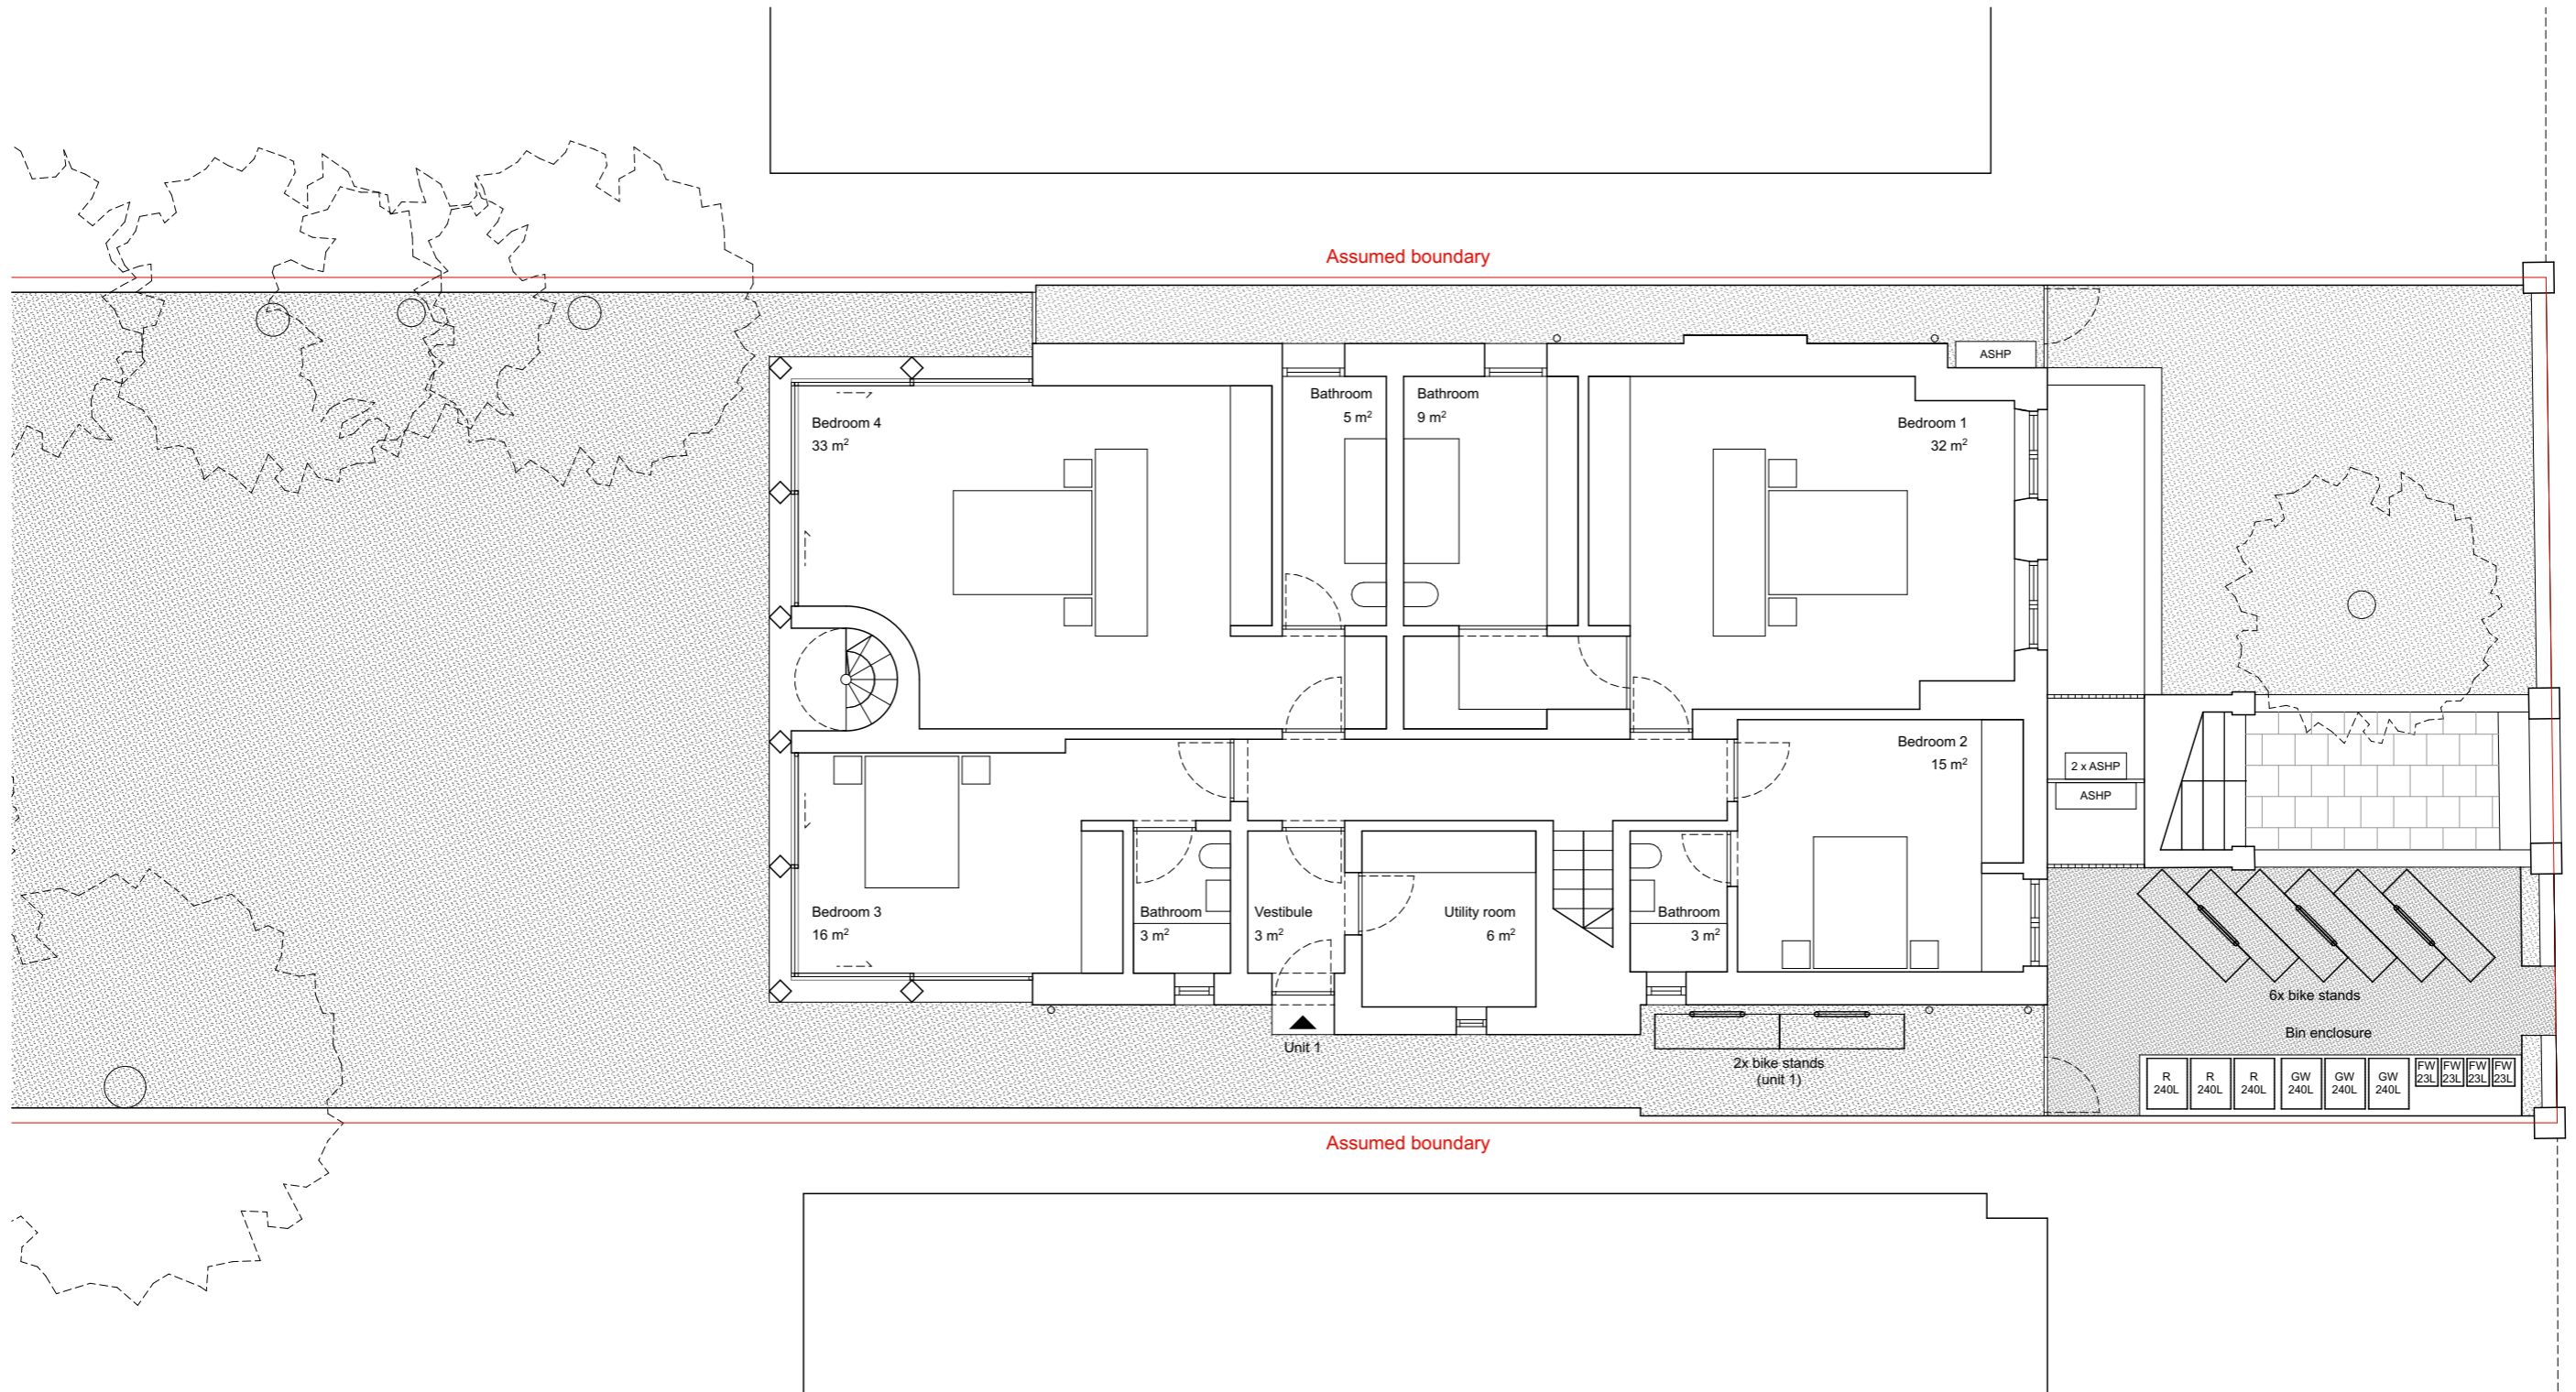 Assumed boundary
ASHP
Bedroom 4
33 m²
Bathroom
5 m²
Bathroom
9 m²
Bedroom 1
32 m²
Bedroom 2
15 m²
2 x ASHP
ASHP
Bedroom 3
16 m²
Bathroom
3 m²
Vestibule
3 m²
Utility room
6 m²
Bathroom
3 m²
6x bike stands
Bin enclosure
Unit 1
2x bike stands
(unit 1)
R
240L
R
240L
R
240L
GW
240L
GW
240L
GW
240L
FW
23L
FW
23L
FW
23L
FW
23L
Assumed boundary